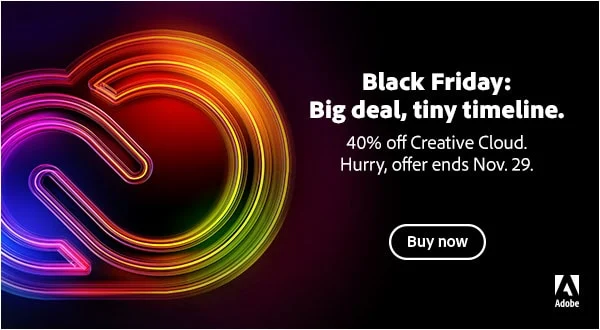 Black Friday:
Big deal, tiny timeline.
40% off Creative Cloud.
Hurry, offer ends Nov. 29.
Buy now
Adobe